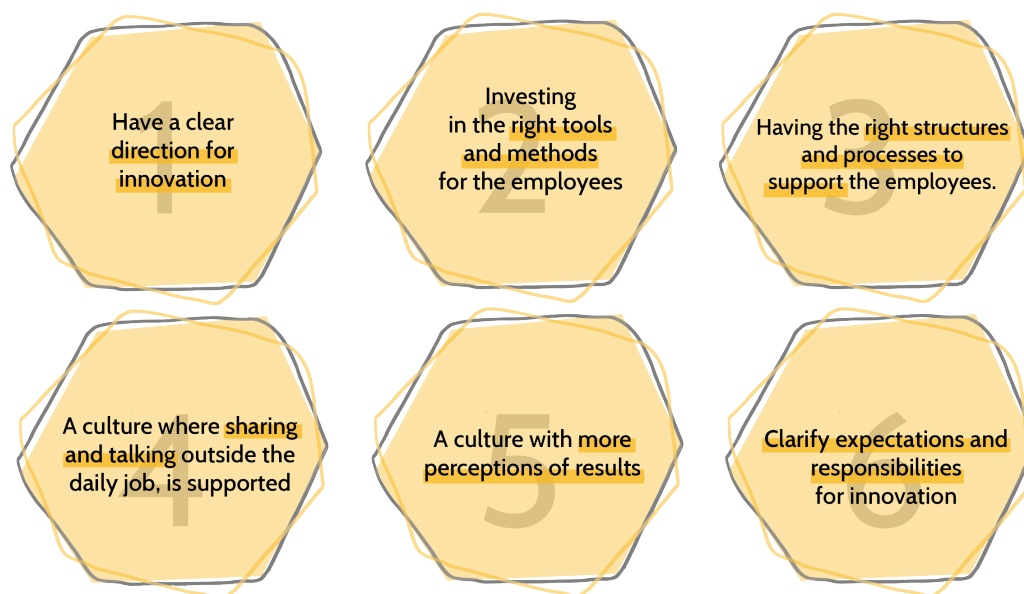 1
Have a clear
direction for
innovation
2
Investing
in the right tools
and methods
for the employees
3
Having the right structures
and processes to
support the employees.
4
A culture where sharing
and talking outside the
daily job, is supported
5
A culture with more
perceptions of results
6
Clarify expectations and
responsibilities
for innovation